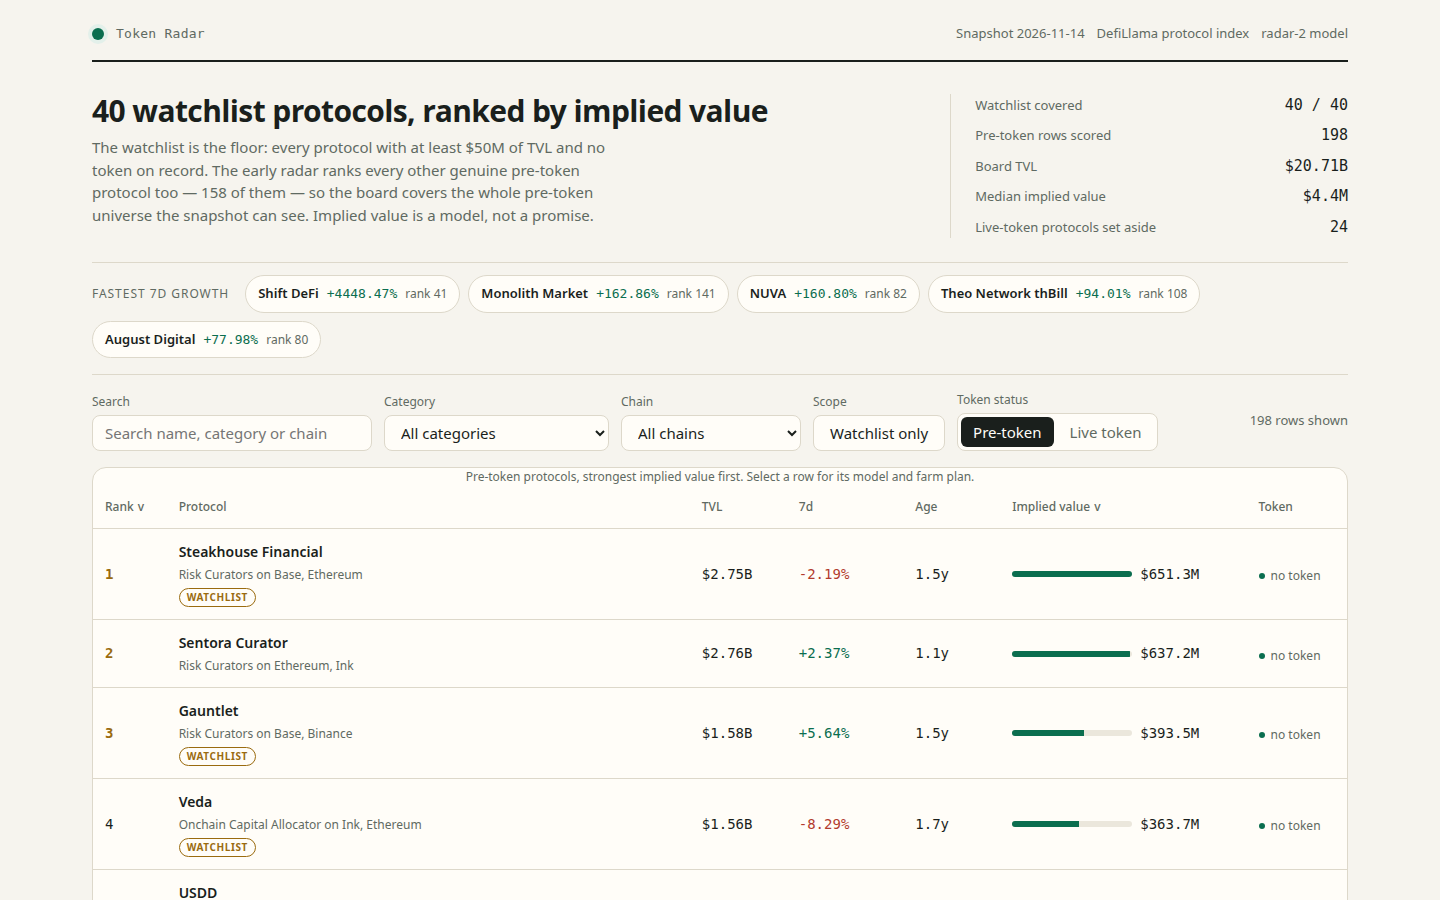 Token Radar
Snapshot 2026-11-14 DefiLlama protocol index radar-2 model
40 watchlist protocols, ranked by implied value
The watchlist is the floor: every protocol with at least $50M of TVL and no
token on record. The early radar ranks every other genuine pre-token
protocol too — 158 of them — so the board covers the whole pre-token
universe the snapshot can see. Implied value is a model, not a promise.
Watchlist covered 40 / 40
Pre-token rows scored 198
Board TVL $20.71B
Median implied value $4.4M
Live-token protocols set aside 24
FASTEST 7D GROWTH Shift DeFi +4448.47% rank 41 Monolith Market +162.86% rank 141 NUVA +160.80% rank 82 Theo Network thBill +94.01% rank 108
August Digital +77.98% rank 80
Search Category Chain Scope Token status
Search name, category or chain All categories All chains Watchlist only Pre-token Live token 198 rows shown
Pre-token protocols, strongest implied value first. Select a row for its model and farm plan.
Rank v Protocol TVL 7d Age Implied value v Token
Steakhouse Financial
1 Risk Curators on Base, Ethereum $2.75B -2.19% 1.5y $651.3M no token
WATCHLIST
Sentora Curator
2 $2.76B +2.37% 1.1y $637.2M no token
Risk Curators on Ethereum, Ink
Gauntlet
3 Risk Curators on Base, Binance $1.58B +5.64% 1.5y $393.5M no token
WATCHLIST
Veda
4 Onchain Capital Allocator on Ink, Ethereum $1.56B -8.29% 1.7y $363.7M no token
WATCHLIST
USDD